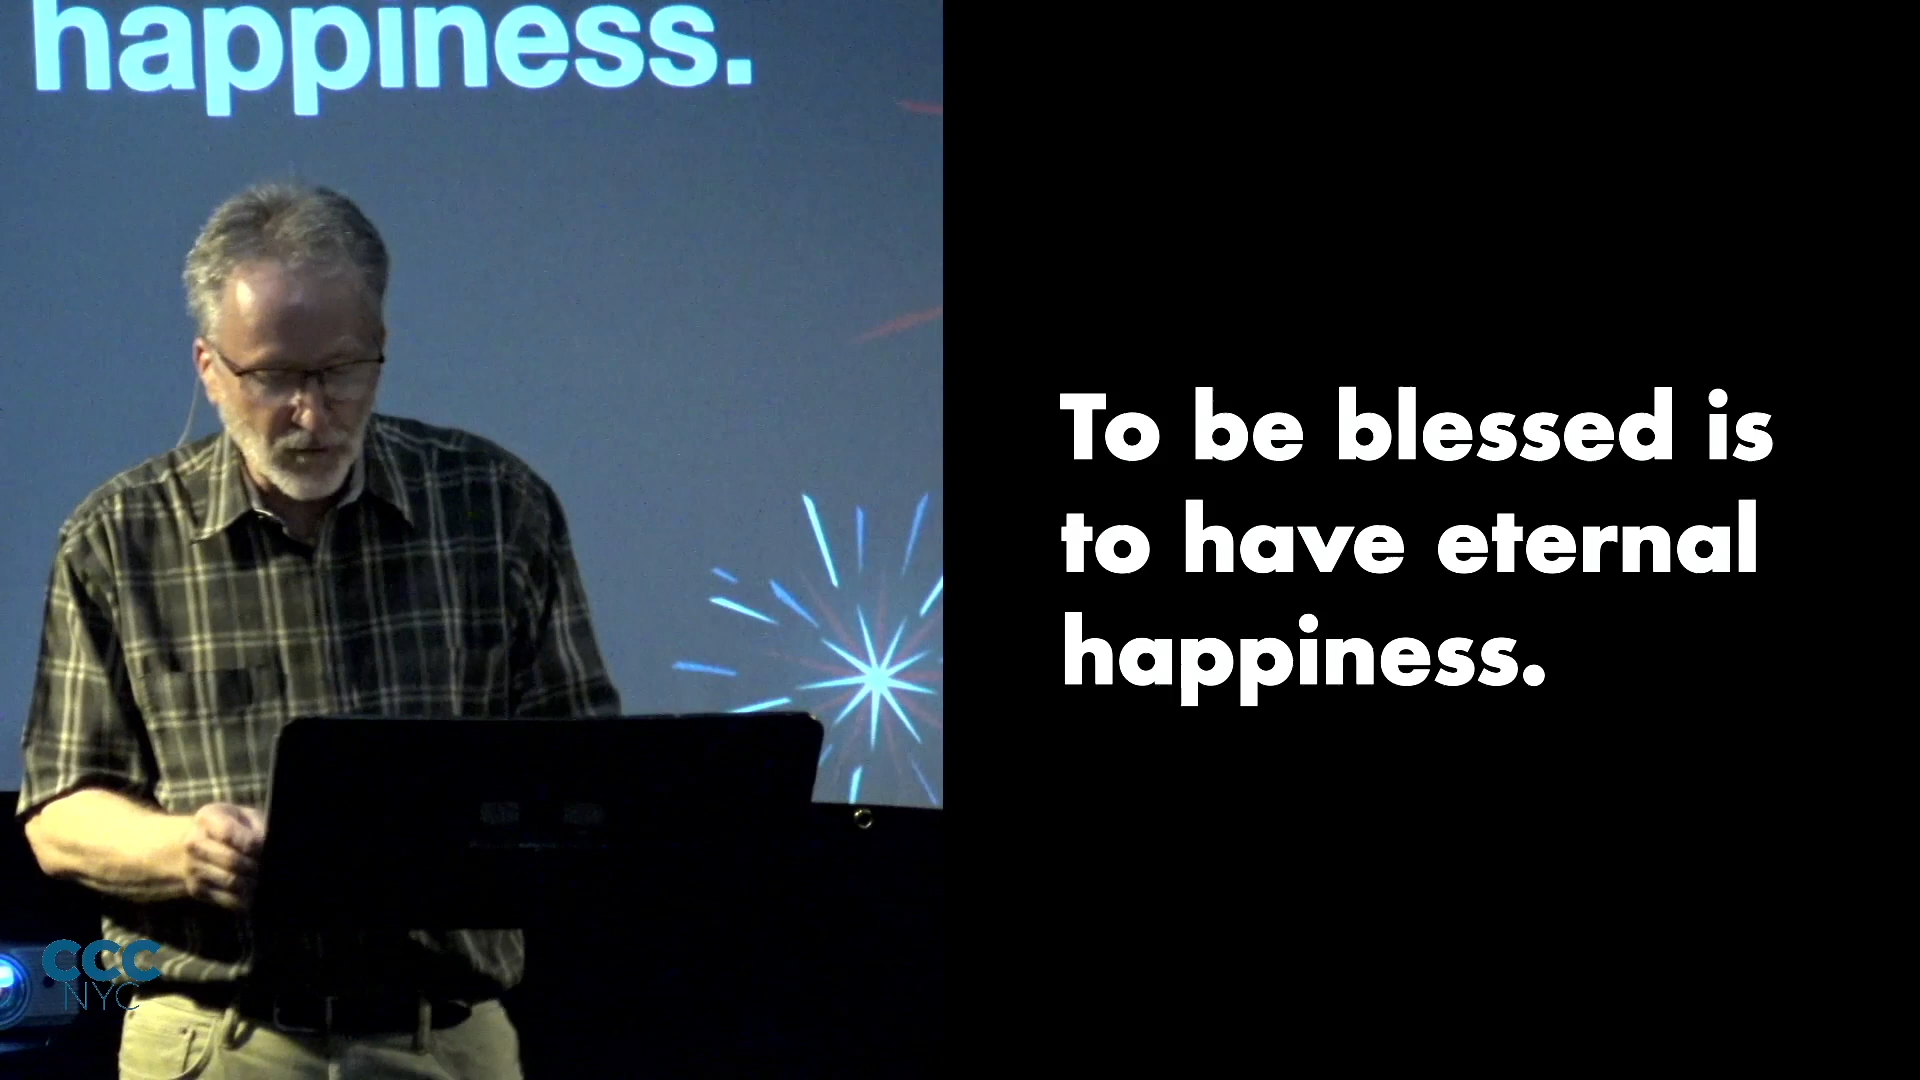 happiness.
To be blessed is
to have eternal
happiness.
CCC
NYC